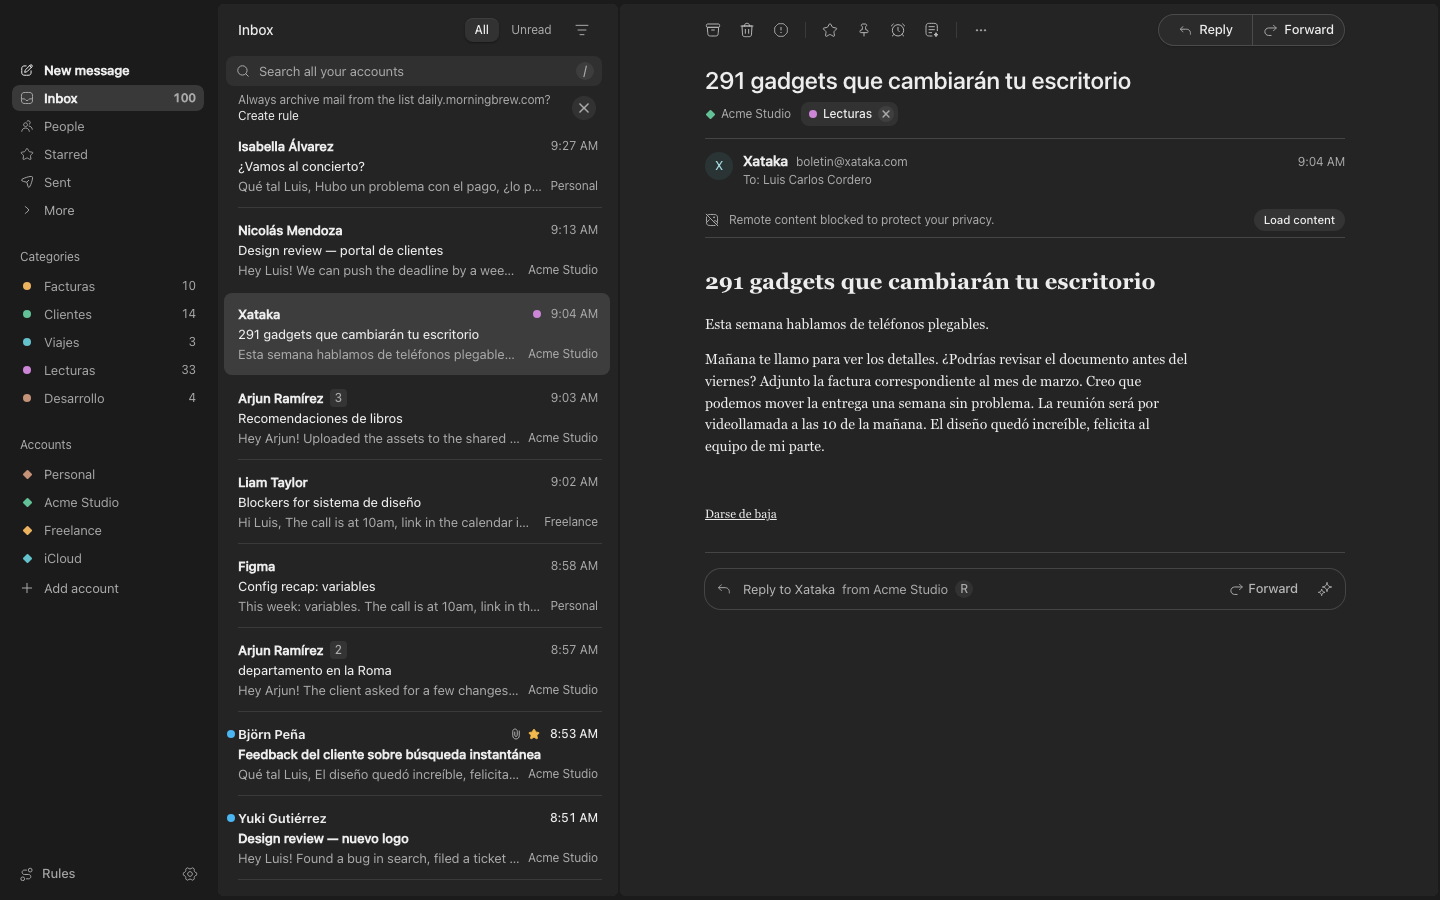 New message
Inbox 100
People
Starred
Sent
More
Categories
Facturas 10
Clientes 14
Viajes 3
Lecturas 33
Desarrollo 4
Accounts
Personal
Acme Studio
Freelance
iCloud
Add account
Rules
Inbox All Unread
Search all your accounts /
Always archive mail from the list daily.morningbrew.com?
Create rule
Isabella Álvarez 9:27 AM
¿Vamos al concierto?
Qué tal Luis, Hubo un problema con el pago, ¿lo p... Personal
Nicolás Mendoza 9:13 AM
Design review — portal de clientes
Hey Luis! We can push the deadline by a wee... Acme Studio
Xataka 9:04 AM
291 gadgets que cambiarán tu escritorio
Esta semana hablamos de teléfonos plegable... Acme Studio
Arjun Ramírez 3 9:03 AM
Recomendaciones de libros
Hey Arjun! Uploaded the assets to the shared ... Acme Studio
Liam Taylor 9:02 AM
Blockers for sistema de diseño
Hi Luis, The call is at 10am, link in the calendar i... Freelance
Figma 8:58 AM
Config recap: variables
This week: variables. The call is at 10am, link in th... Personal
Arjun Ramírez 2 8:57 AM
departamento en la Roma
Hey Arjun! The client asked for a few changes... Acme Studio
Björn Peña 8:53 AM
Feedback del cliente sobre búsqueda instantánea
Qué tal Luis, El diseño quedó increíble, felicita... Acme Studio
Yuki Gutiérrez 8:51 AM
Design review — nuevo logo
Hey Luis! Found a bug in search, filed a ticket ... Acme Studio
Reply Forward
291 gadgets que cambiarán tu escritorio
Acme Studio Lecturas
X Xataka boletin@xataka.com 9:04 AM
To: Luis Carlos Cordero
Remote content blocked to protect your privacy. Load content
291 gadgets que cambiarán tu escritorio
Esta semana hablamos de teléfonos plegables.
Mañana te llamo para ver los detalles. ¿Podrías revisar el documento antes del
viernes? Adjunto la factura correspondiente al mes de marzo. Creo que
podemos mover la entrega una semana sin problema. La reunión será por
videollamada a las 10 de la mañana. El diseño quedó increíble, felicita al
equipo de mi parte.
Darse de baja
Reply to Xataka from Acme Studio R Forward